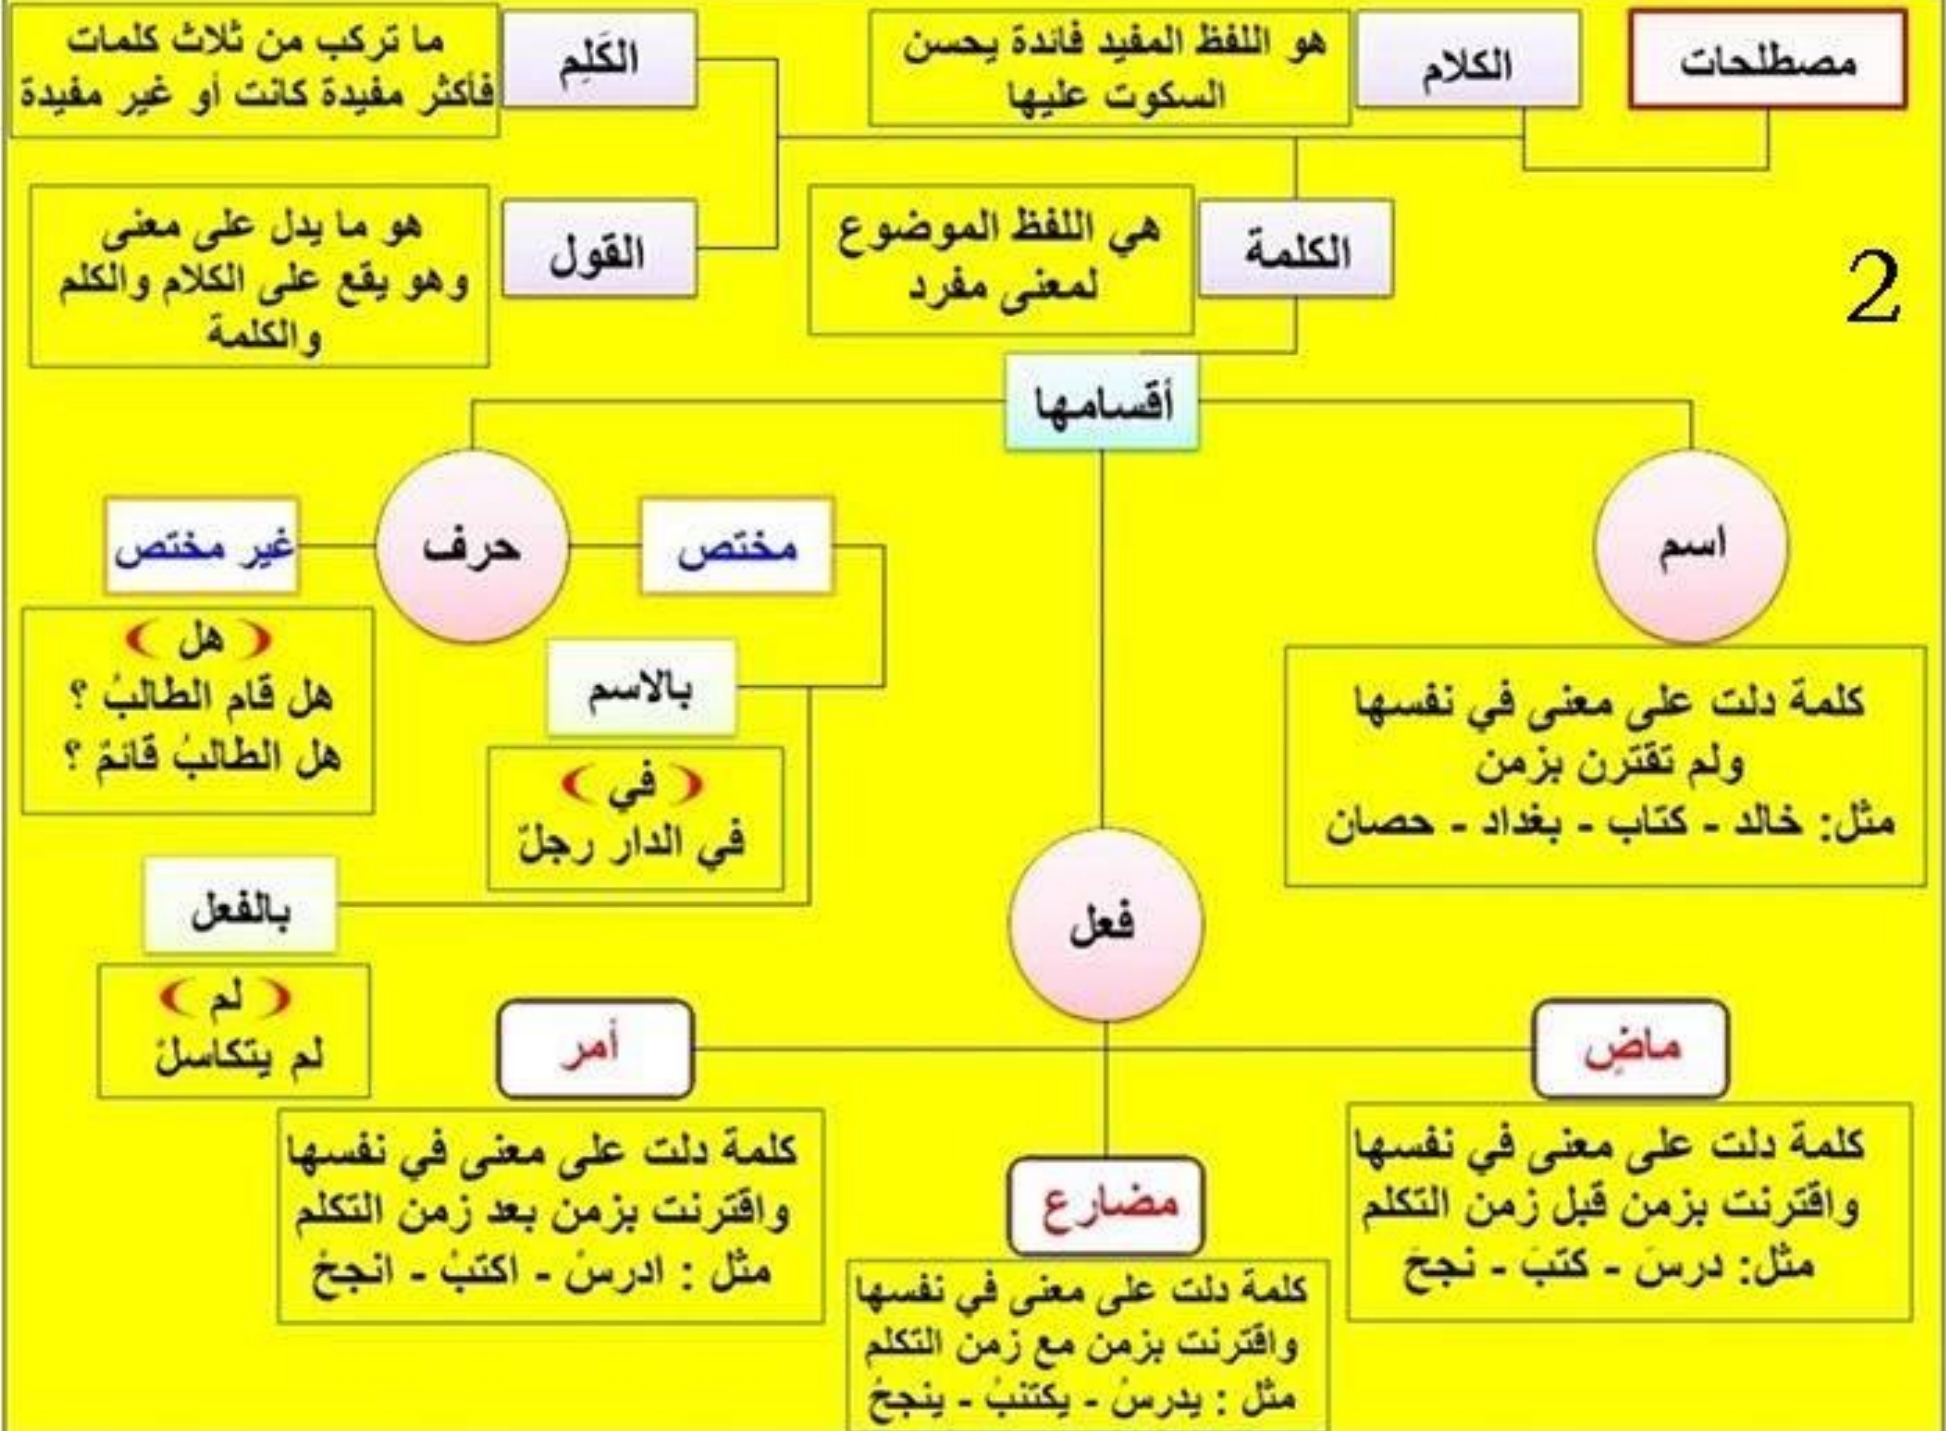 مصطلحات
الكلام
هو اللفظ المفيد فائدة يحسن
السكوت عليها
الكَلِم
ما تركب من ثلاث كلمات
فأكثر مفيدة كانت أو غير مفيدة
2
الكلمة
هي اللفظ الموضوع
لمعنى مفرد
القول
هو ما يدل على معنى
وهو يقع على الكلام والكلم
والكلمة
أقسامها
اسم
كلمة دلت على معنى في نفسها
ولم تقترن بزمن
مثل: خالد - كتاب - بغداد - حصان
حرف
مختص
بالاسم
( في )
في الدار رجلٌ
بالفعل
( لم )
لم يتكاسلْ
غير مختص
( هل )
هل قام الطالبُ ؟
هل الطالبُ قائمٌ ؟
فعل
ماضٍ
كلمة دلت على معنى في نفسها
واقترنت بزمن قبل زمن التكلم
مثل: درسَ - كتبَ - نجحَ
مضارع
كلمة دلت على معنى في نفسها
واقترنت بزمن مع زمن التكلم
مثل : يدرسُ - يكتنبُ - ينجحُ
أمر
كلمة دلت على معنى في نفسها
واقترنت بزمن بعد زمن التكلم
مثل : ادرسْ - اكتبْ - انجحْ